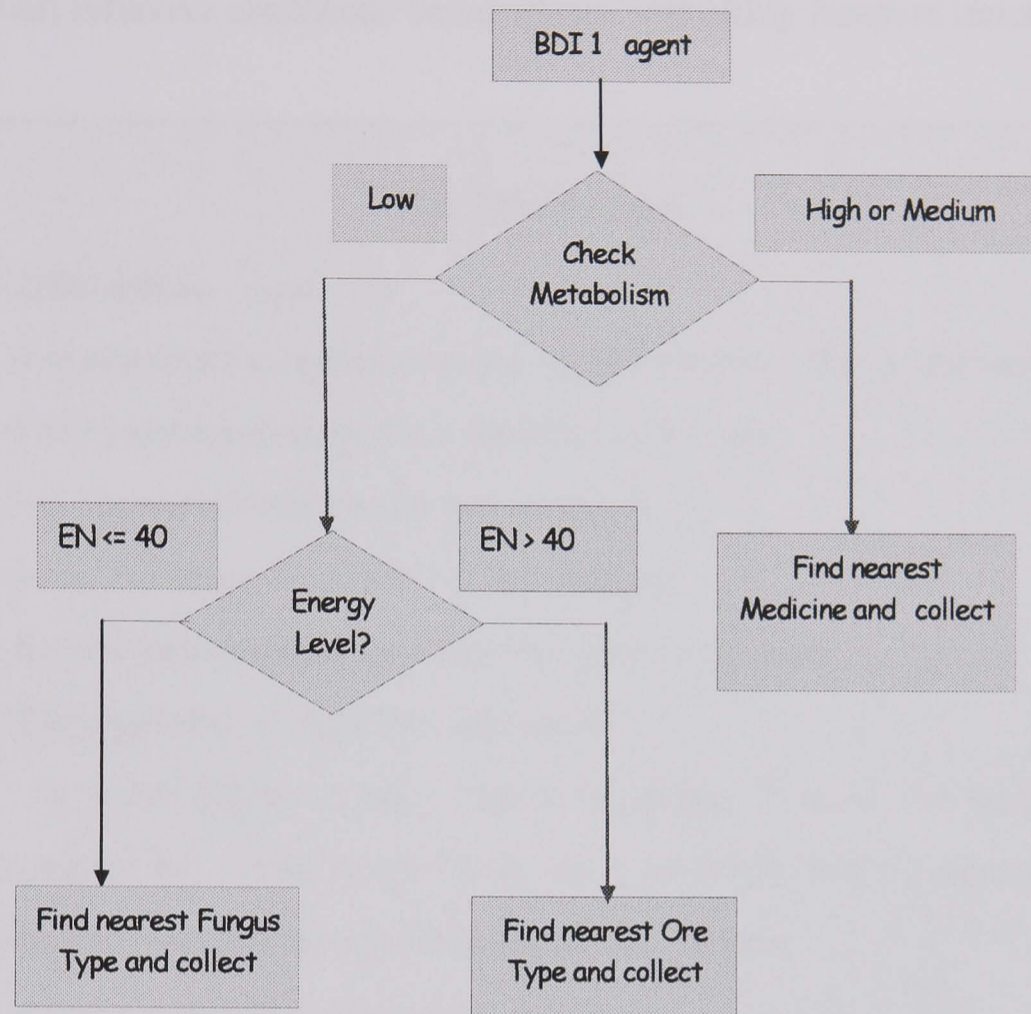 BDI 1 agent
Low
High or Medium
Check
Metabolism
EN <= 40
EN > 40
Energy
Level?
Find nearest
Medicine and collect
Find nearest Fungus
Type and collect
Find nearest Ore
Type and collect